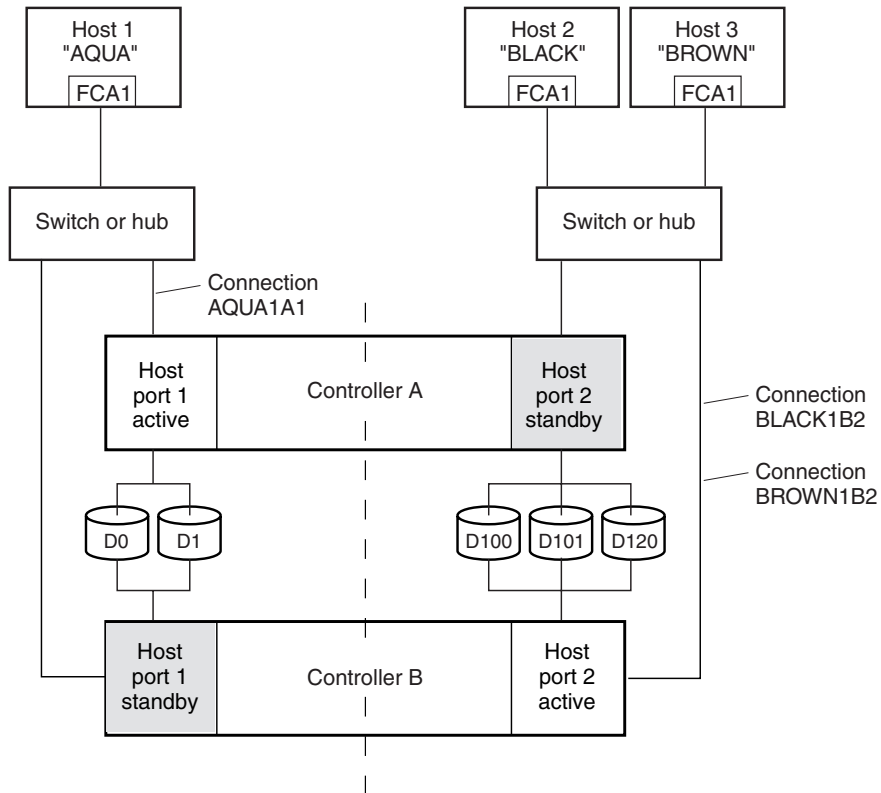 Host 1
"AQUA"
FCA1
Host 2
"BLACK"
FCA1
Host 3
"BROWN"
FCA1
Switch or hub
Switch or hub
Connection
AQUA1A1
Host
port 1
active
Controller A
Host
port 2
standby
Connection
BLACK1B2
Connection
BROWN1B2
D0
D1
D100
D101
D120
Host
port 1
standby
Controller B
Host
port 2
active